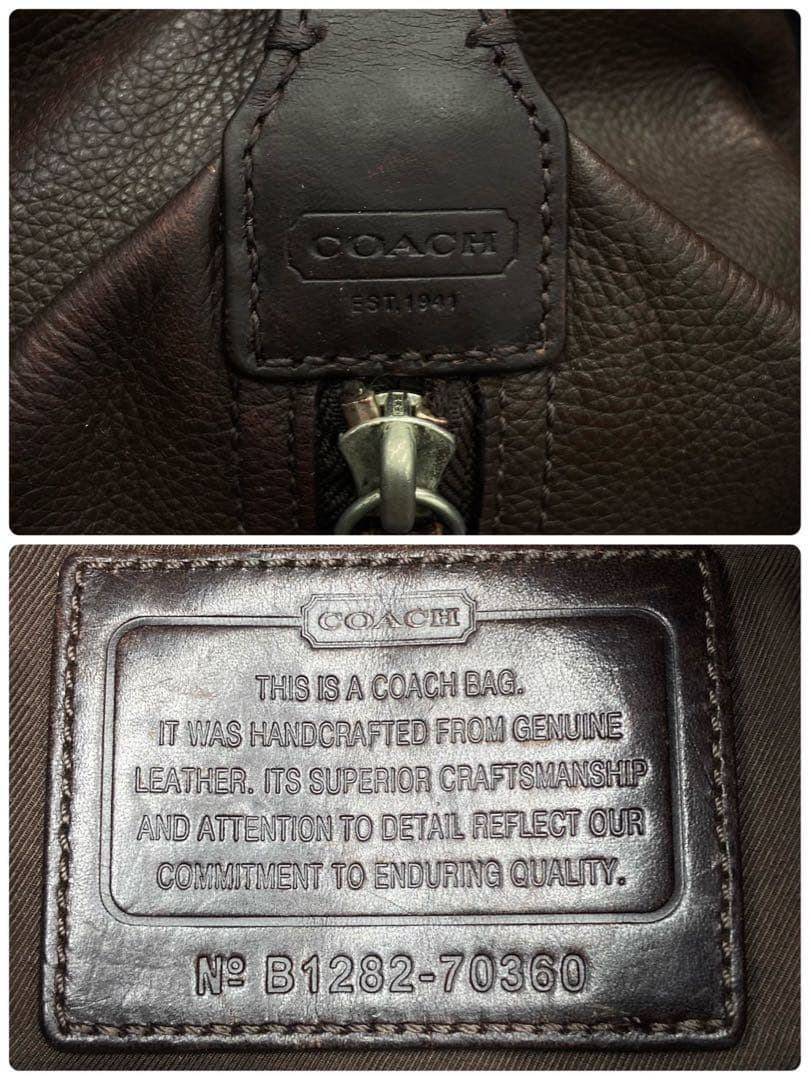 COACH
EST.1941
COACH
THIS IS A COACH BAG.
IT WAS HANDCRAFTED FROM GENUINE
LEATHER. ITS SUPERIOR CRAFTSMANSHIP
AND ATTENTION TO DETAIL REFLECT OUR
COMMITMENT TO ENDURING QUALITY.
Nº B1282-70360